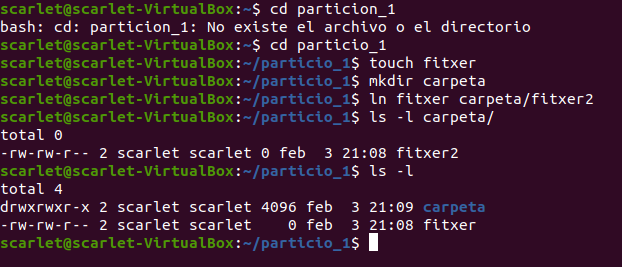 scarlet@scarlet-VirtualBox:~$ cd particion_1
bash: cd: particion_1: No existe el archivo o el directorio
scarlet@scarlet-VirtualBox:~$ cd particio_1
scarlet@scarlet-VirtualBox:~/particio_1$ touch fitxer
scarlet@scarlet-VirtualBox:~/particio_1$ mkdir carpeta
scarlet@scarlet-VirtualBox:~/particio_1$ ln fitxer carpeta/fitxer2
scarlet@scarlet-VirtualBox:~/particio_1$ ls -l carpeta/
total 0
-rw-rw-r-- 2 scarlet scarlet 0 feb  3 21:08 fitxer2
scarlet@scarlet-VirtualBox:~/particio_1$ ls -l
total 4
drwxrwxr-x 2 scarlet scarlet 4096 feb  3 21:09 carpeta
-rw-rw-r-- 2 scarlet scarlet    0 feb  3 21:08 fitxer
scarlet@scarlet-VirtualBox:~/particio_1$